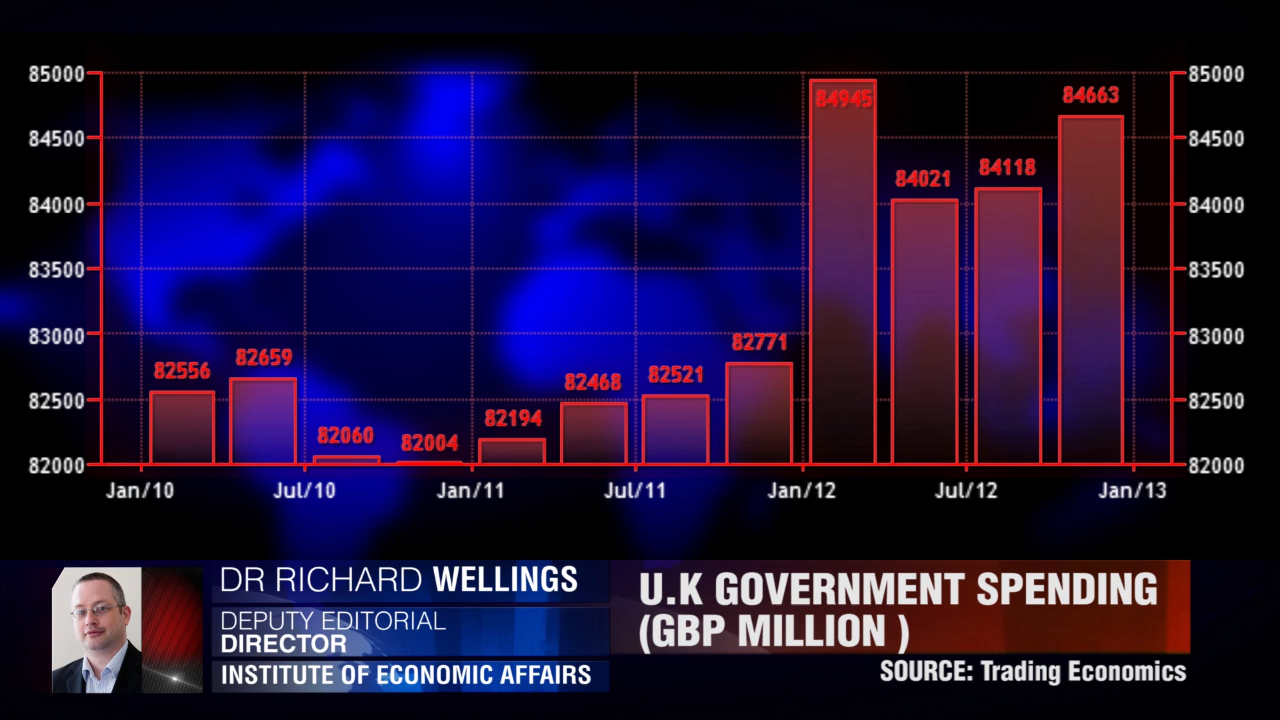 85000 85000
84945
84663
84500 84500
84118
84021
84000 84000
83500 83500
83000 83000
82771
82659
82556
82521
82500 82500
82468
82194
82060
82004
82000 82000
Jan/10 Jul/10 Jan/11 Jul/11 Jan/12 Jul/12 Jan/13
DR RICHARD WELLINGS
DEPUTY EDITORIAL
DIRECTOR
INSTITUTE OF ECONOMIC AFFAIRS
U.K GOVERNMENT SPENDING
(GBP MILLION )
SOURCE: Trading Economics